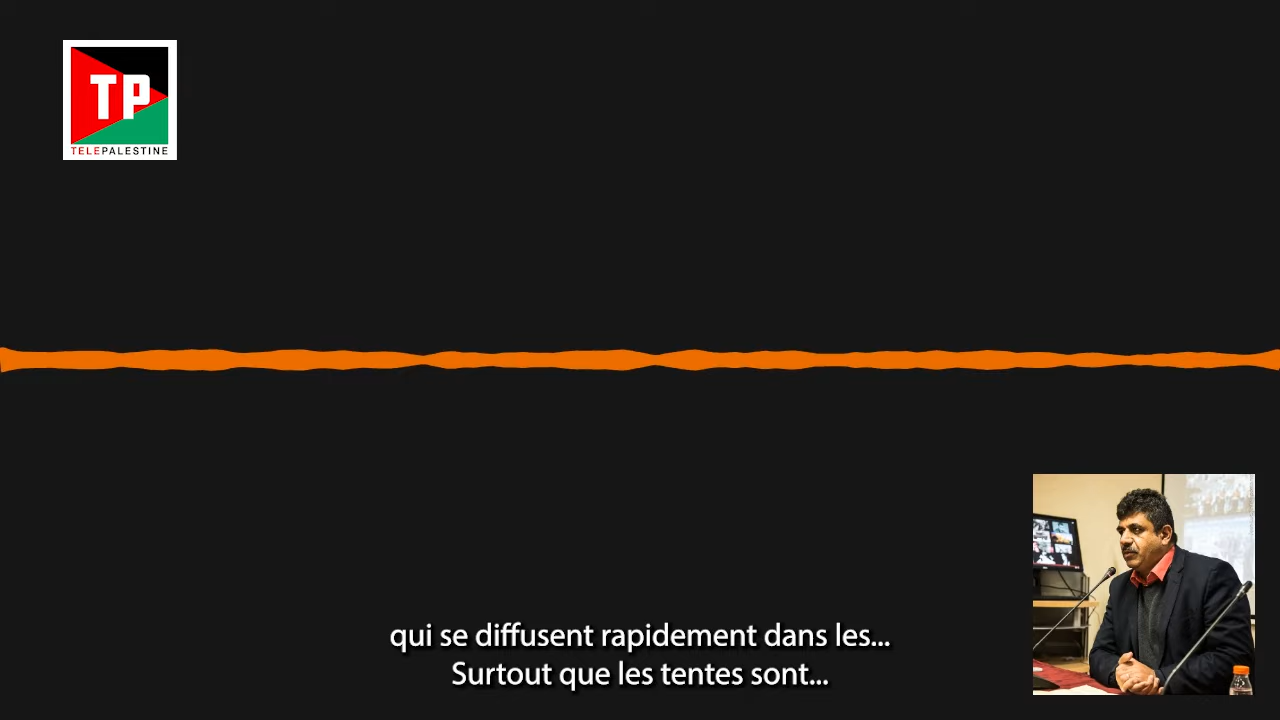 TP
TELEPALESTINE
qui se diffusent rapidement dans les...
Surtout que les tentes sont...